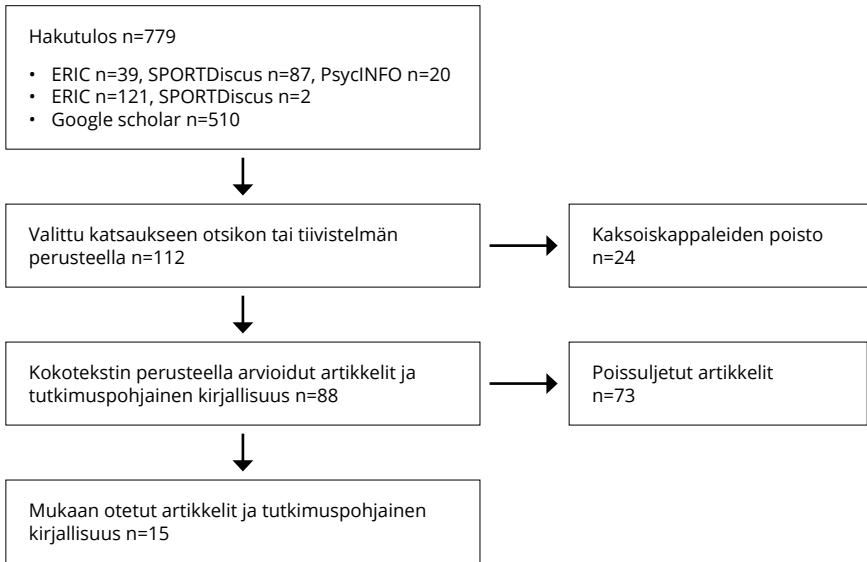 Hakutulos n=779
• ERIC n=39, SPORTDiscus n=87, PsycINFO n=20
• ERIC n=121, SPORTDiscus n=2
• Google scholar n=510
Valittu katsaukseen otsikon tai tiivistelmän
perusteella n=112
Kaksoiskappaleiden poisto
n=24
Kokotekstin perusteella arvioidut artikkelit ja
tutkimuspohjainen kirjallisuus n=88
Poissuljetut artikkelit
n=73
Mukaan otetut artikkelit ja tutkimuspohjainen
kirjallisuus n=15